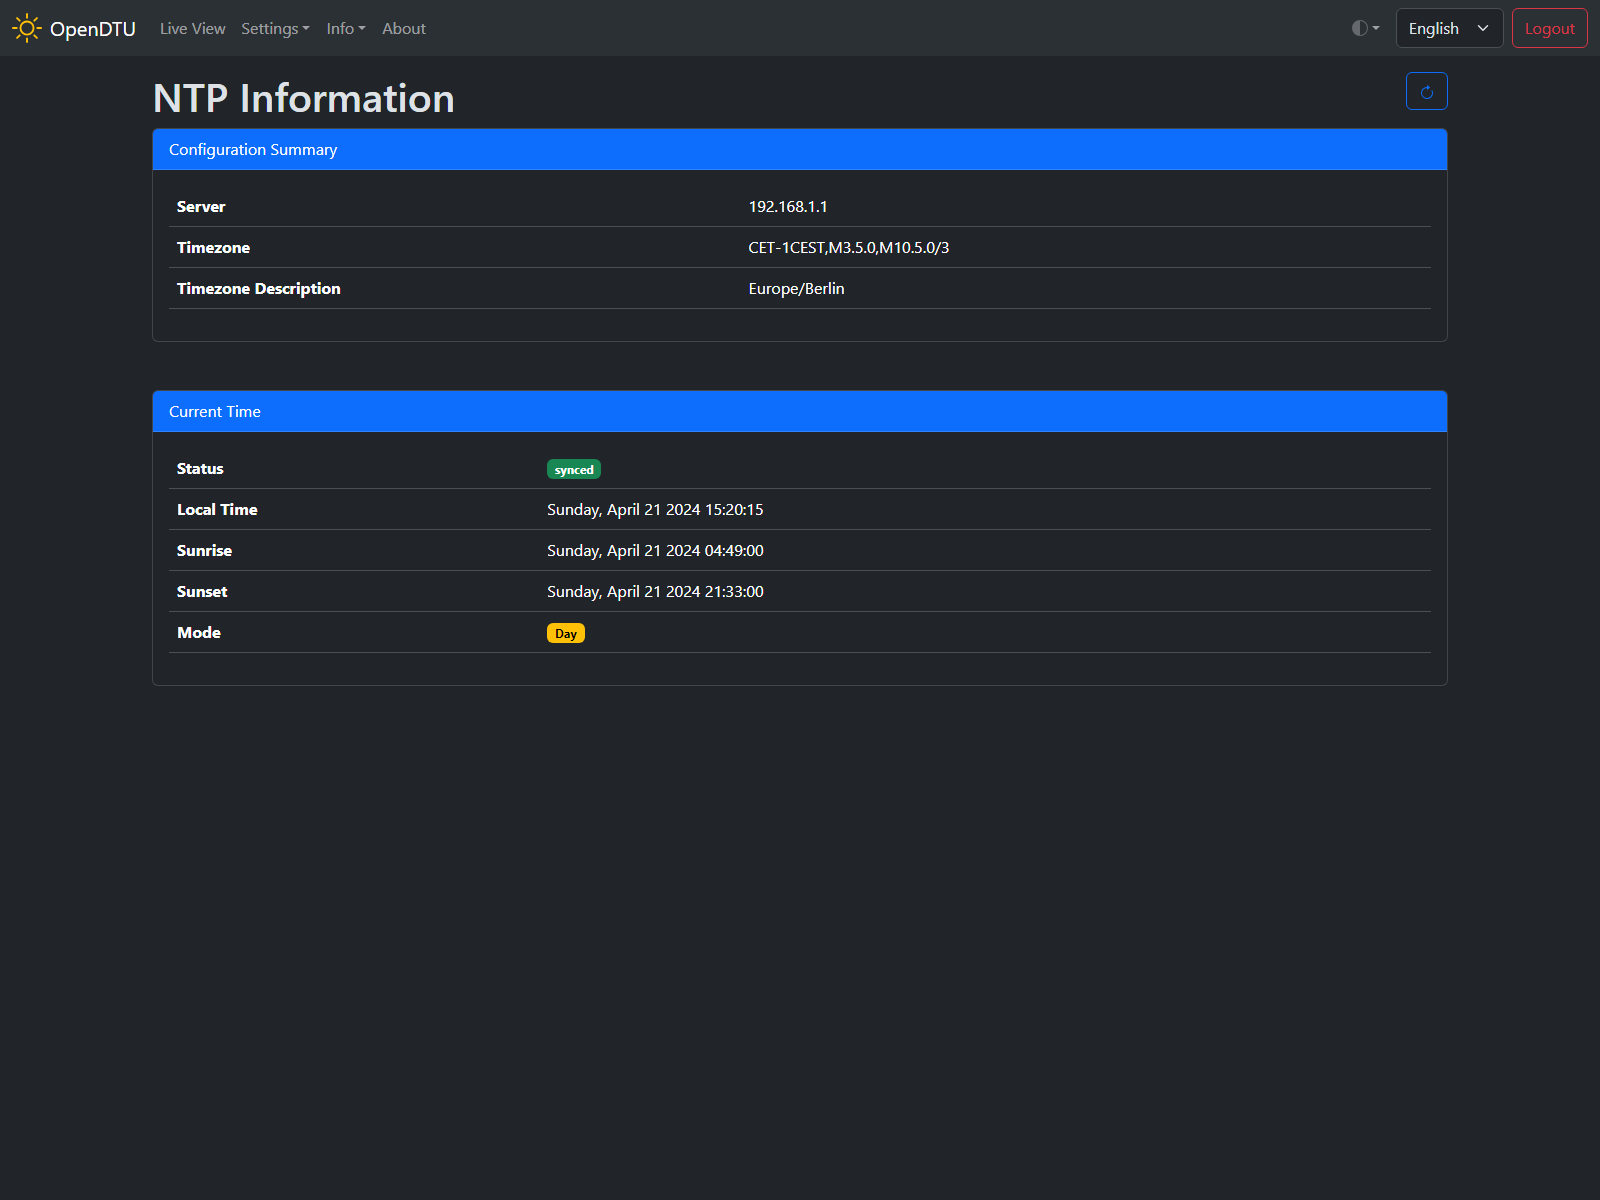 OpenDTU Live View Settings Info About English Logout
NTP Information
Configuration Summary
Server 192.168.1.1
Timezone CET-1CEST,M3.5.0,M10.5.0/3
Timezone Description Europe/Berlin
Current Time
Status synced
Local Time Sunday, April 21 2024 15:20:15
Sunrise Sunday, April 21 2024 04:49:00
Sunset Sunday, April 21 2024 21:33:00
Mode Day